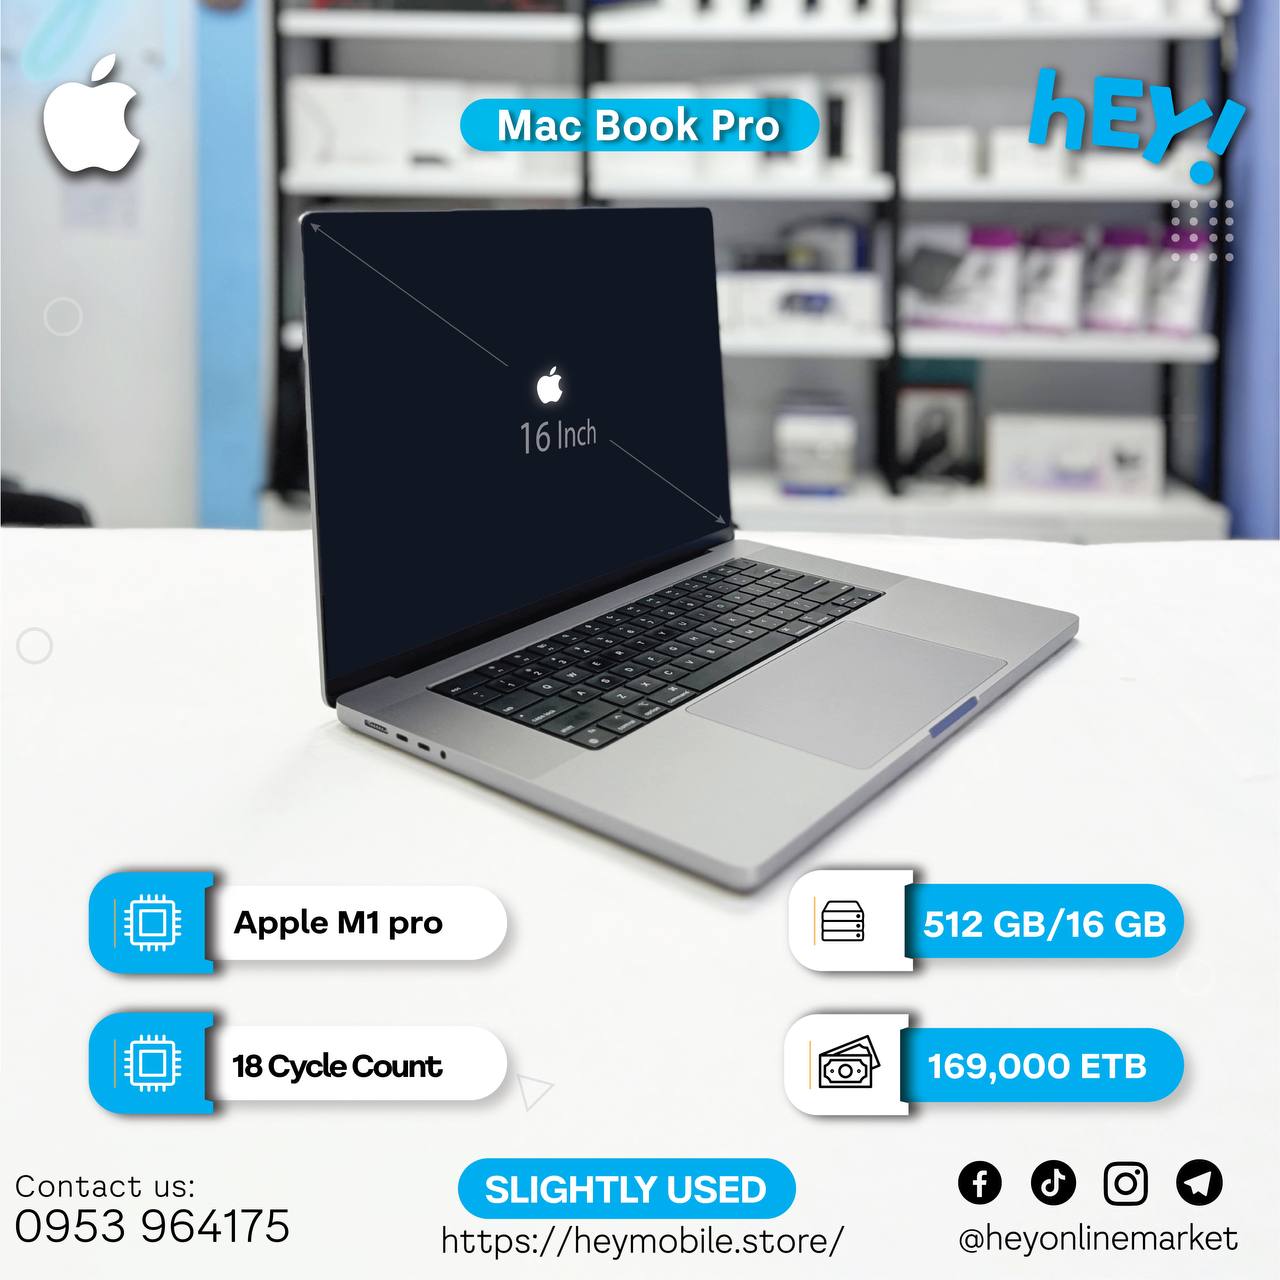 Mac Book Pro
hEY!
16 Inch
Apple M1 pro
512 GB/16 GB
18 Cycle Count
169,000 ETB
Contact us:
0953 964175
SLIGHTLY USED
https://heymobile.store/
@heyonlinemarket